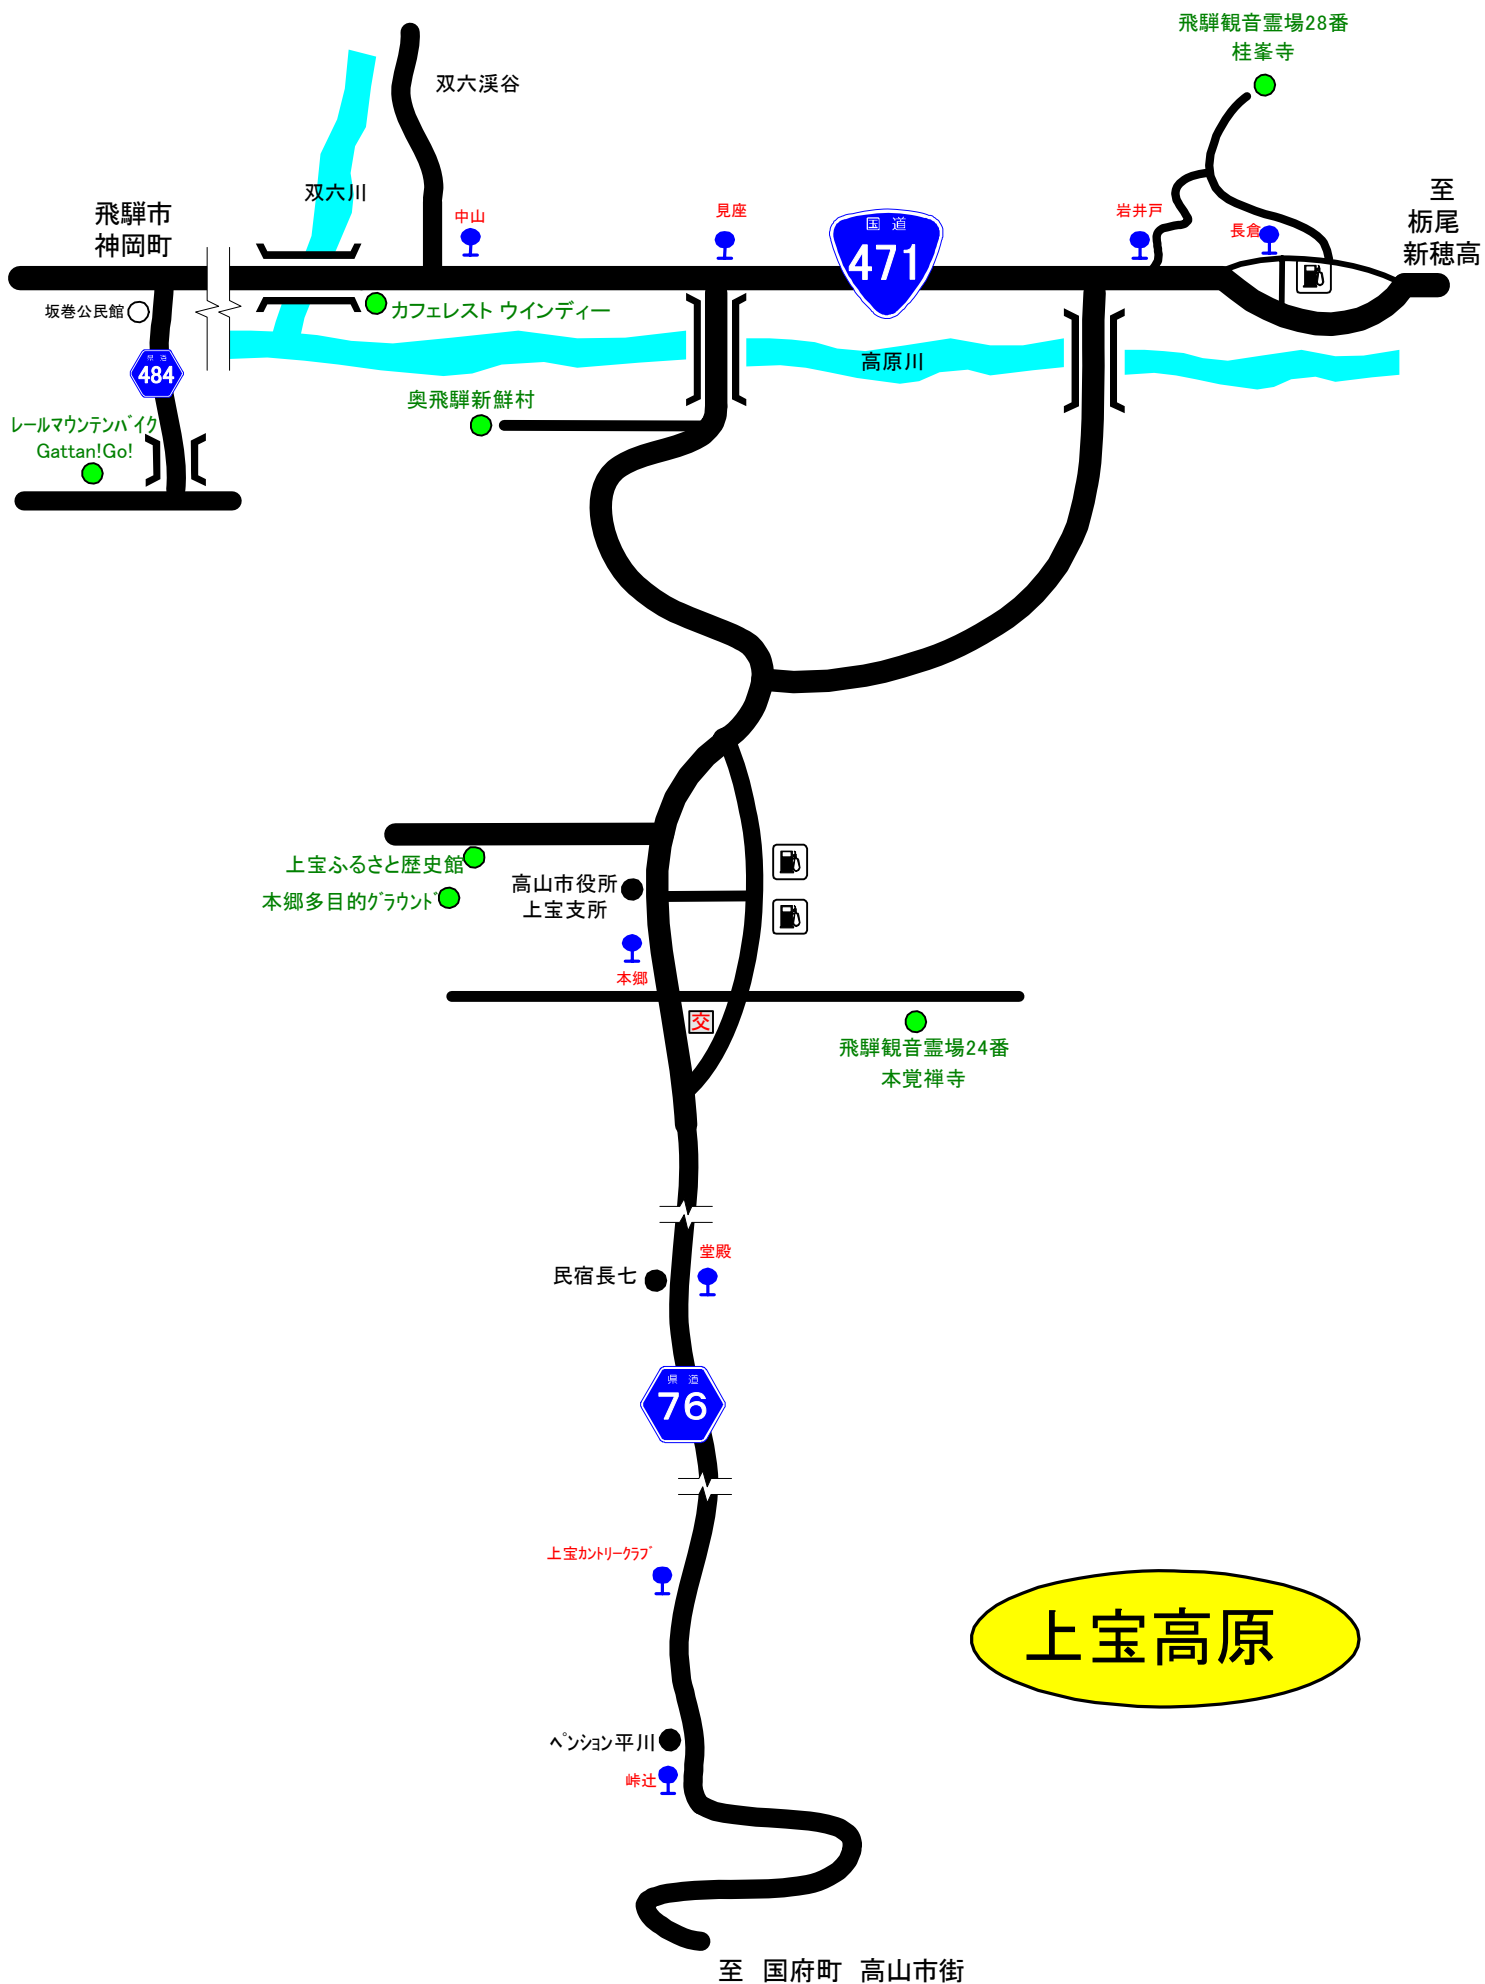 飛騨観音霊場28番
桂峯寺
双六渓谷
双六川
飛騨市
神岡町
中山
見座
国道
471
岩井戸
長倉
至
栃尾
新穂高
坂巻公民館
カフェレスト ウインディー
県道
484
高原川
奥飛騨新鮮村
レールマウンテンバイク
Gattan!Go!
上宝ふるさと歴史館
本郷多目的グラウンド
高山市役所
上宝支所
本郷
交
飛騨観音霊場24番
本覚禅寺
堂殿
民宿長七
県道
76
上宝カントリークラブ
上宝高原
ペンション平川
峠辻
至 国府町 高山市街